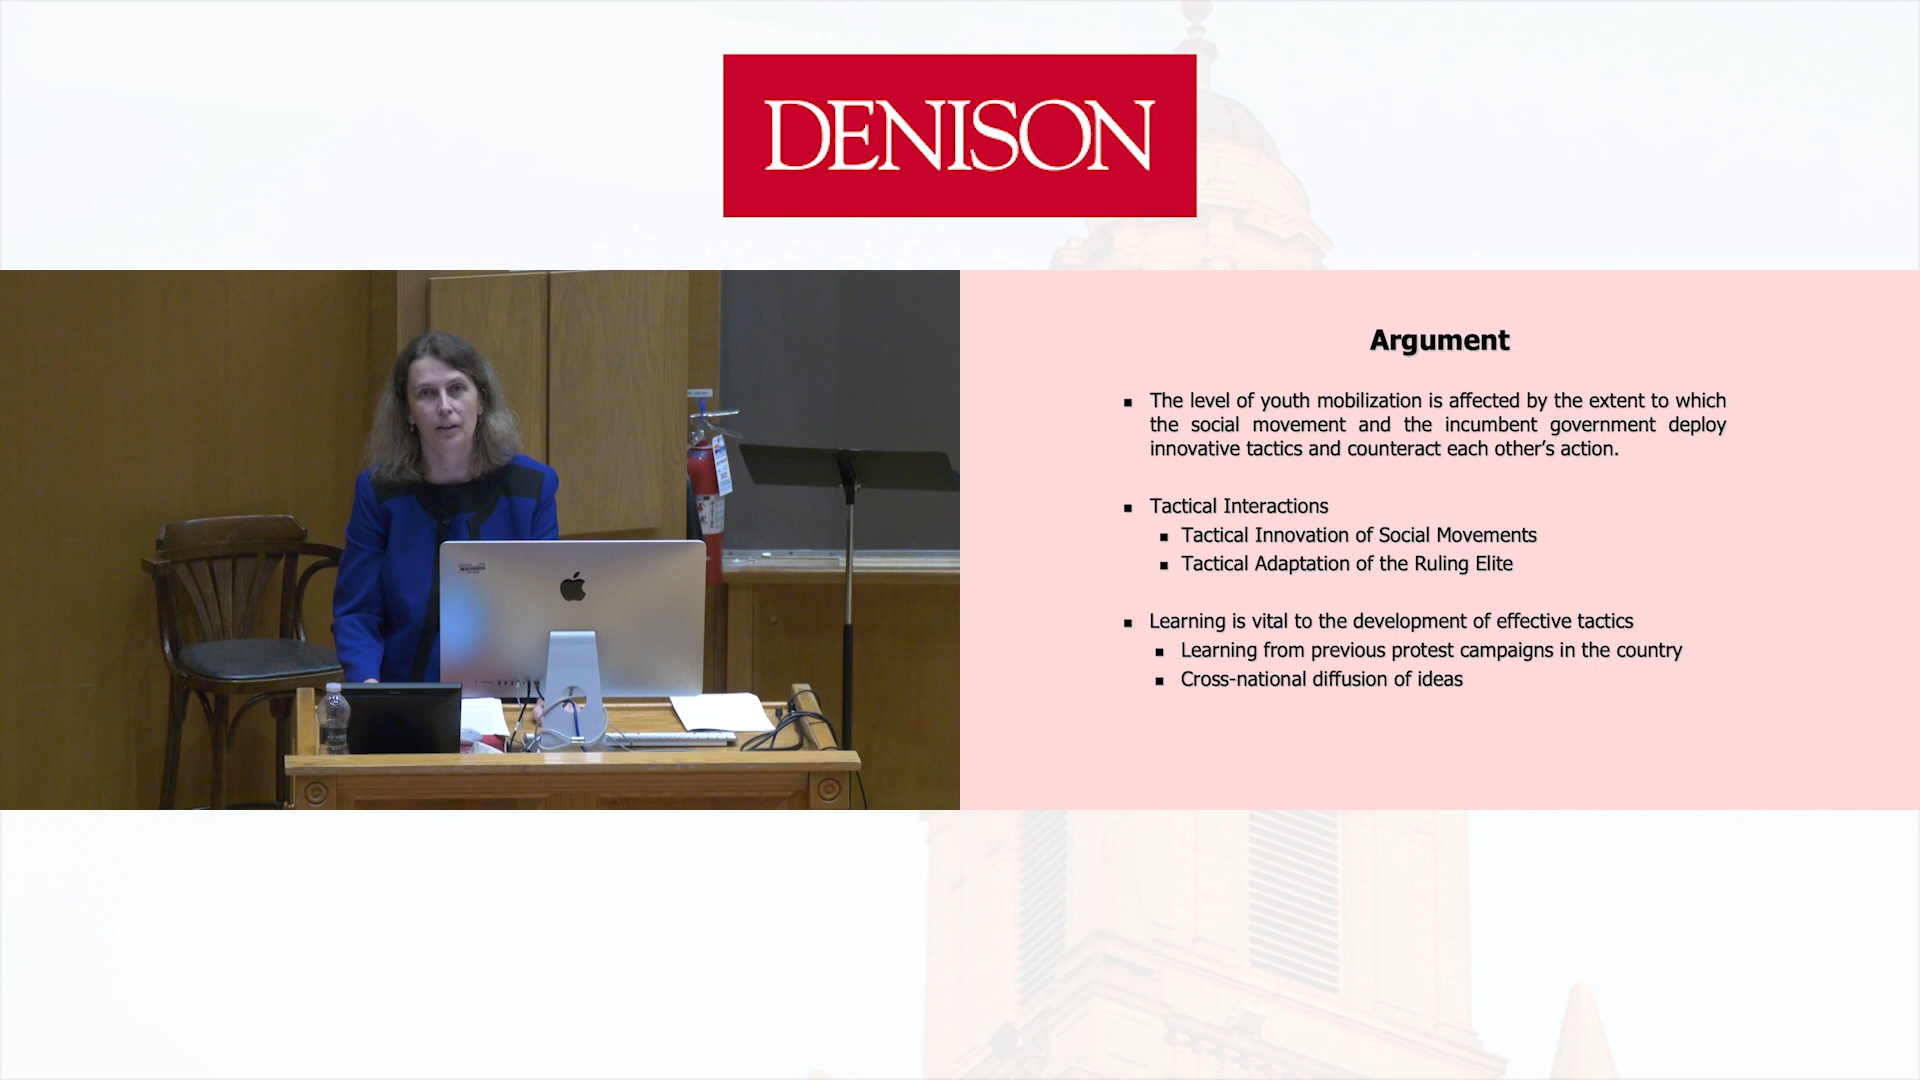 DENISON
Argument
▪ The level of youth mobilization is affected by the extent to which
the social movement and the incumbent government deploy
innovative tactics and counteract each other's action.
▪ Tactical Interactions
▪ Tactical Innovation of Social Movements
▪ Tactical Adaptation of the Ruling Elite
▪ Learning is vital to the development of effective tactics
▪ Learning from previous protest campaigns in the country
▪ Cross-national diffusion of ideas